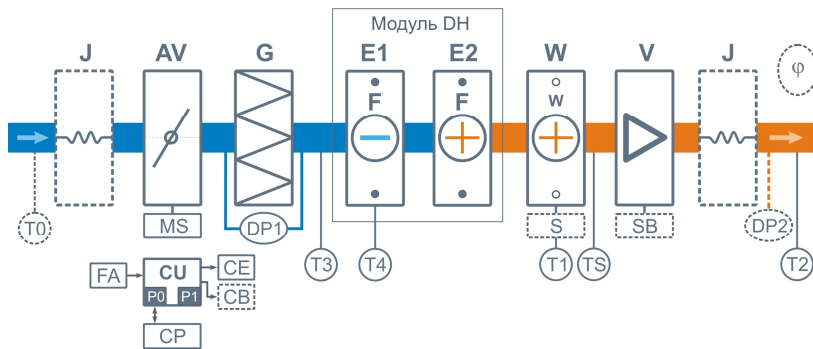 Модуль DH
J AV G E1 E2 W V J
φ
F F w
T0 MS DP1 S SB DP2
T3 T4 T1 TS T2
FA CU CE
P0 P1 CB
CP